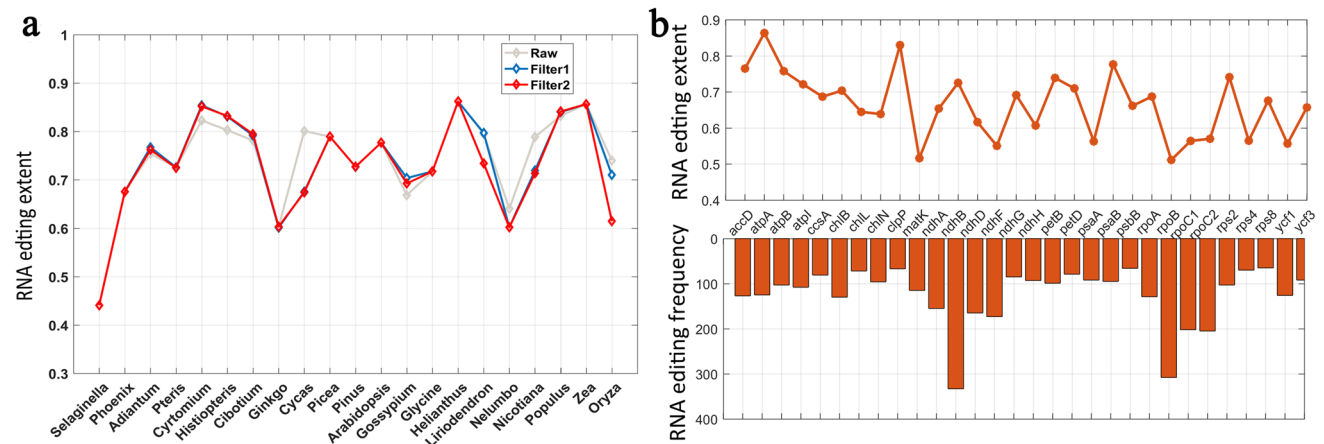 a
RNA edting extent
1
0.9
0.8
0.7
0.6
0.5
0.4
0.3
Raw
Filter1
Filter2
Selaginella
Phoenix
Adiantum
Pteris
Cyrtomium
Histiopteris
Cibotium
Ginkgo
Cycas
Picea
Pinus
Arabidopsis
Gossypium
Glycine
Helianthus
Liriodendron
Nelumbo
Nicotiana
Populus
Zea
Oryza
b
RNA edting extent
0.9
0.8
0.7
0.6
0.5
0.4
accD
atpA
atpB
atpI
ccsA
chlB
chlL
chlN
clpP
matK
ndhA
ndhB
ndhD
ndhF
ndhG
ndhH
petB
petD
psaA
psaB
psbB
rpoA
rpoB
rpoC1
rpoC2
rps2
rps4
rps8
ycf1
ycf3
RNA editing frequency
0
100
200
300
400